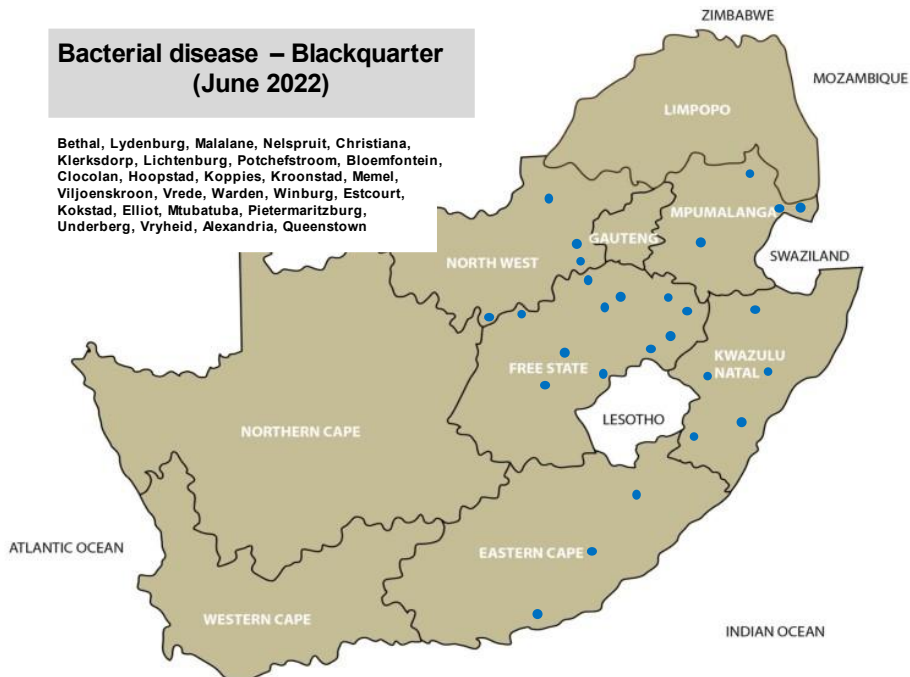 Bacterial disease – Blackquarter
(June 2022)
Bethal, Lydenburg, Malalane, Nelspruit, Christiana,
Klerksdorp, Lichtenburg, Potchefstroom, Bloemfontein,
Clocolan, Hoopstad, Koppies, Kroonstad, Memel,
Viljoenskroon, Vrede, Warden, Winburg, Estcourt,
Kokstad, Elliot, Mtubatuba, Pietermaritzburg,
Underberg, Vryheid, Alexandria, Queenstown
ZIMBABWE
MOZAMBIQUE
LIMPOPO
MPUMALANGA
GAUTENG
NORTH WEST
SWAZILAND
FREE STATE
KWAZULU
NATAL
LESOTHO
NORTHERN CAPE
ATLANTIC OCEAN
EASTERN CAPE
WESTERN CAPE
INDIAN OCEAN